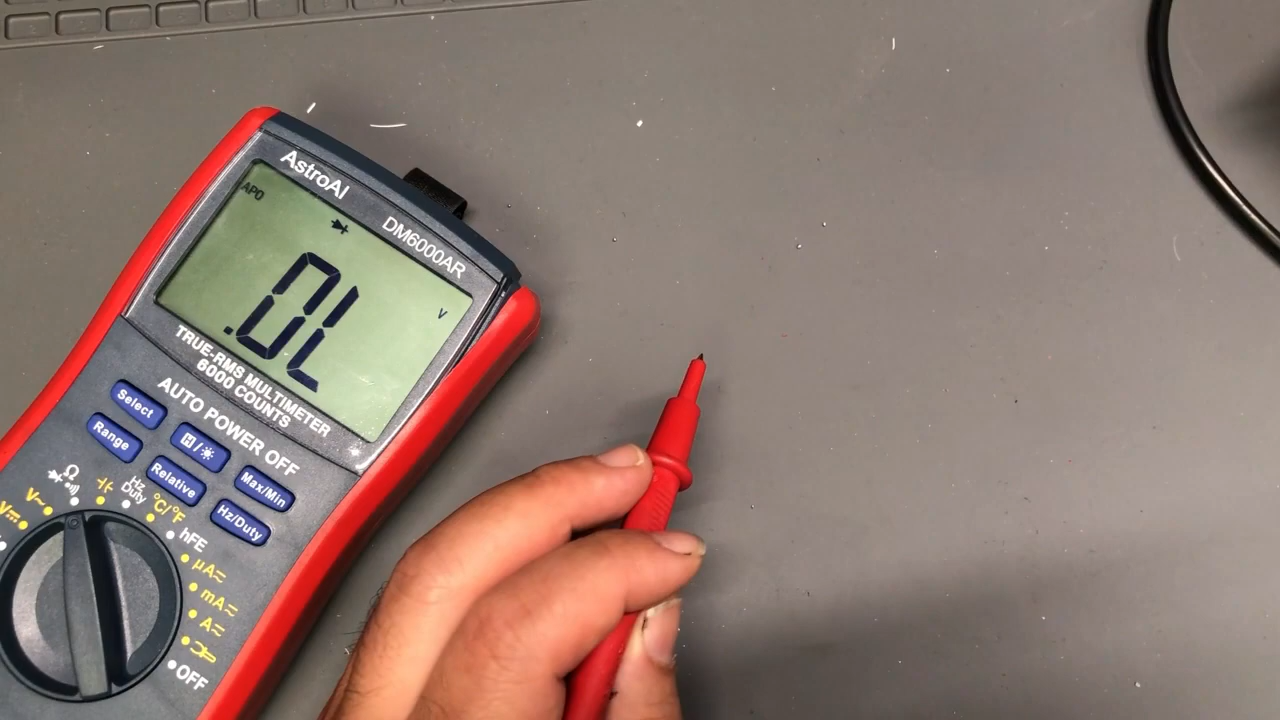 AstroAI
DM6000AR
APO
V
.OL
TRUE-RMS MULTIMETER
6000 COUNTS
AUTO POWER OFF
Select
Range
H/
Relative
Max/Min
Hz/Duty
Ω
Hz
Duty
°C/°F
hFE
V~
V⎓
µA
mA
A
OFF